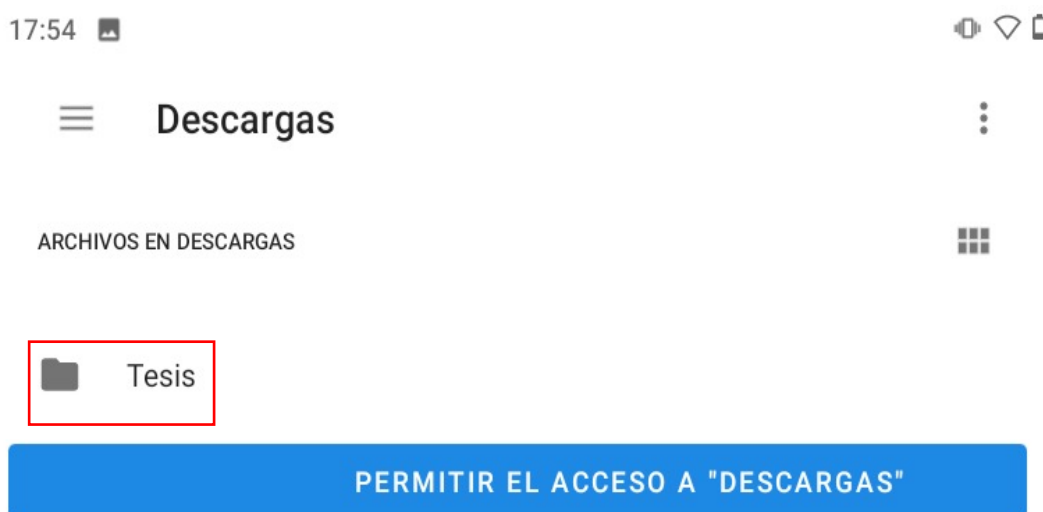 17:54
Descargas
ARCHIVOS EN DESCARGAS
Tesis
PERMITIR EL ACCESO A "DESCARGAS"